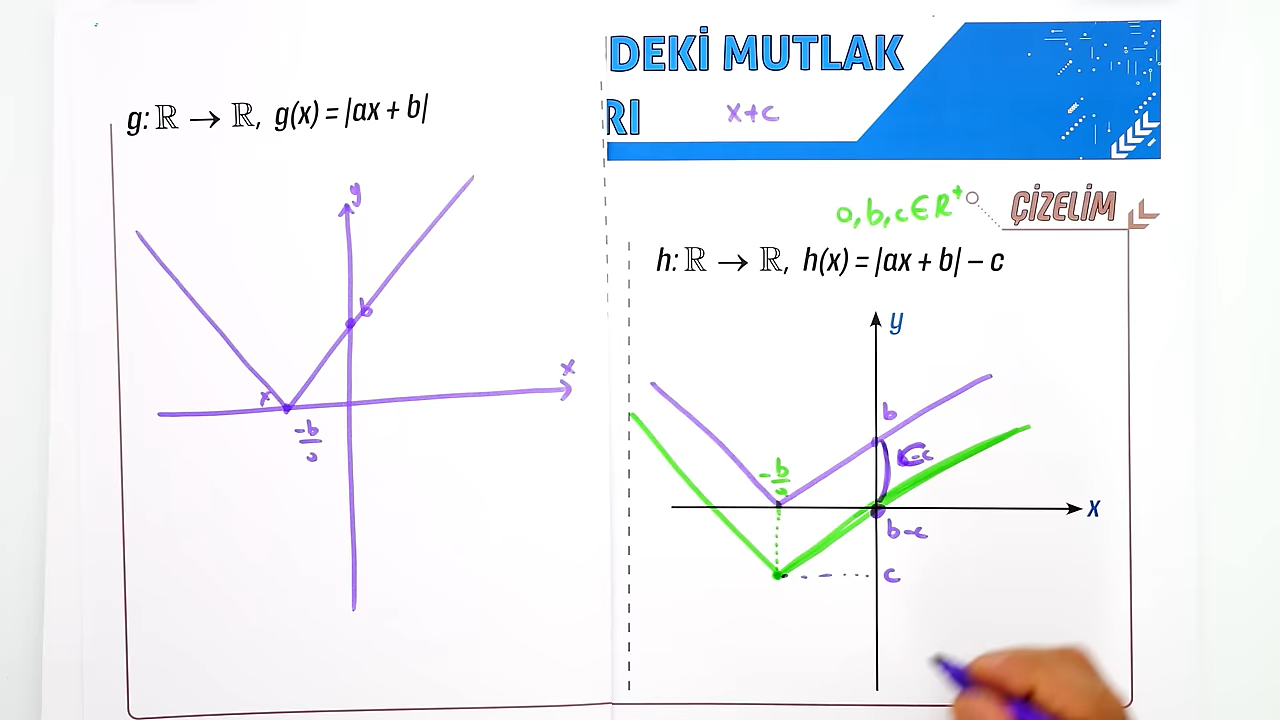 g: ℝ → ℝ, g(x) = |ax + b|
y
b
x
x
-b/a
DEKİ MUTLAK
RI
x+c
a,b,c∈R⁺
ÇİZELİM
h: ℝ → ℝ, h(x) = |ax + b| − c
y
b
-c
-b/a
x
b-c
c